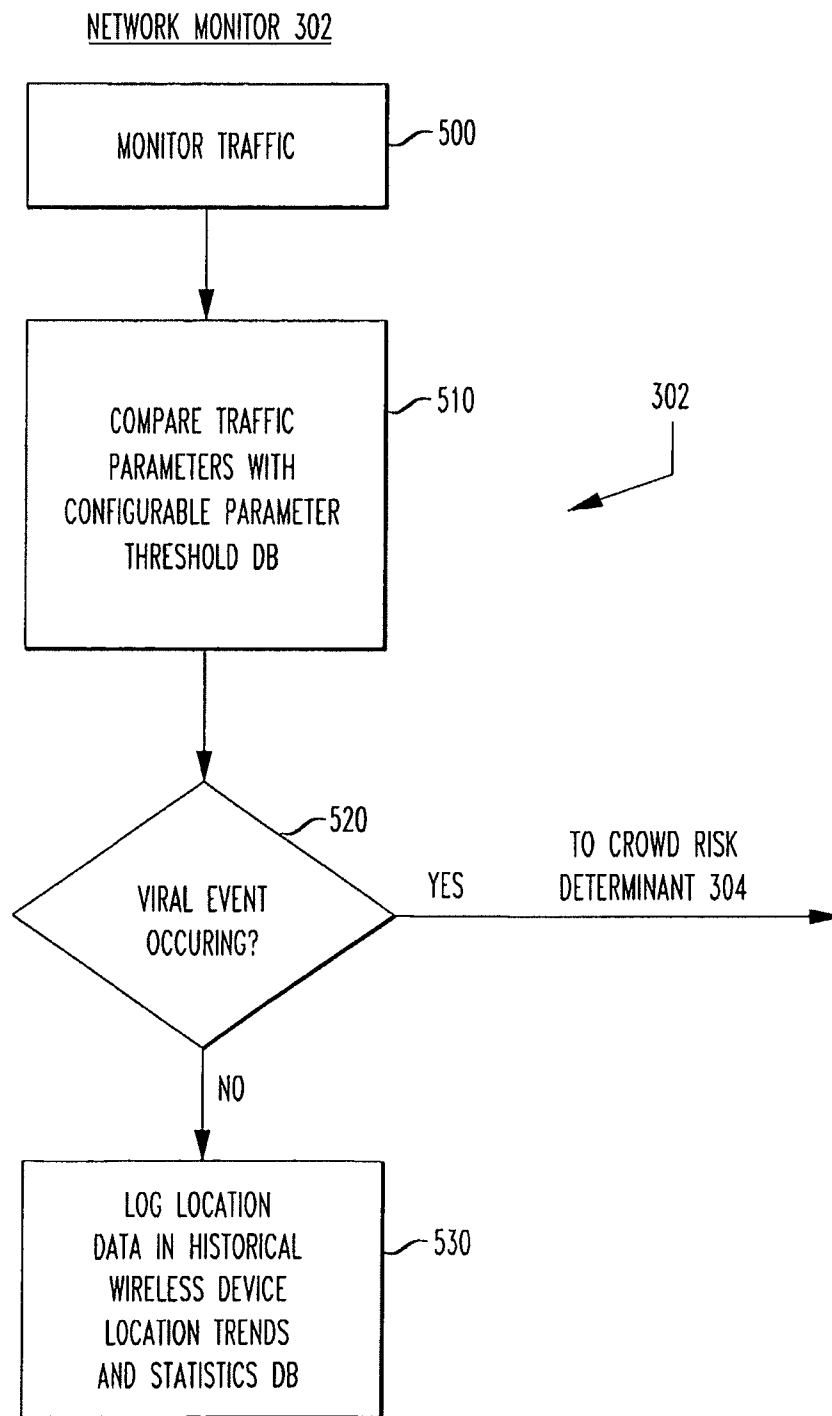 NETWORK MONITOR 302
MONITOR TRAFFIC
500
COMPARE TRAFFIC
PARAMETERS WITH
CONFIGURABLE PARAMETER
THRESHOLD DB
510
302
VIRAL EVENT
OCCURING?
520
YES
TO CROWD RISK
DETERMINANT 304
NO
LOG LOCATION
DATA IN HISTORICAL
WIRELESS DEVICE
LOCATION TRENDS
AND STATISTICS DB
530